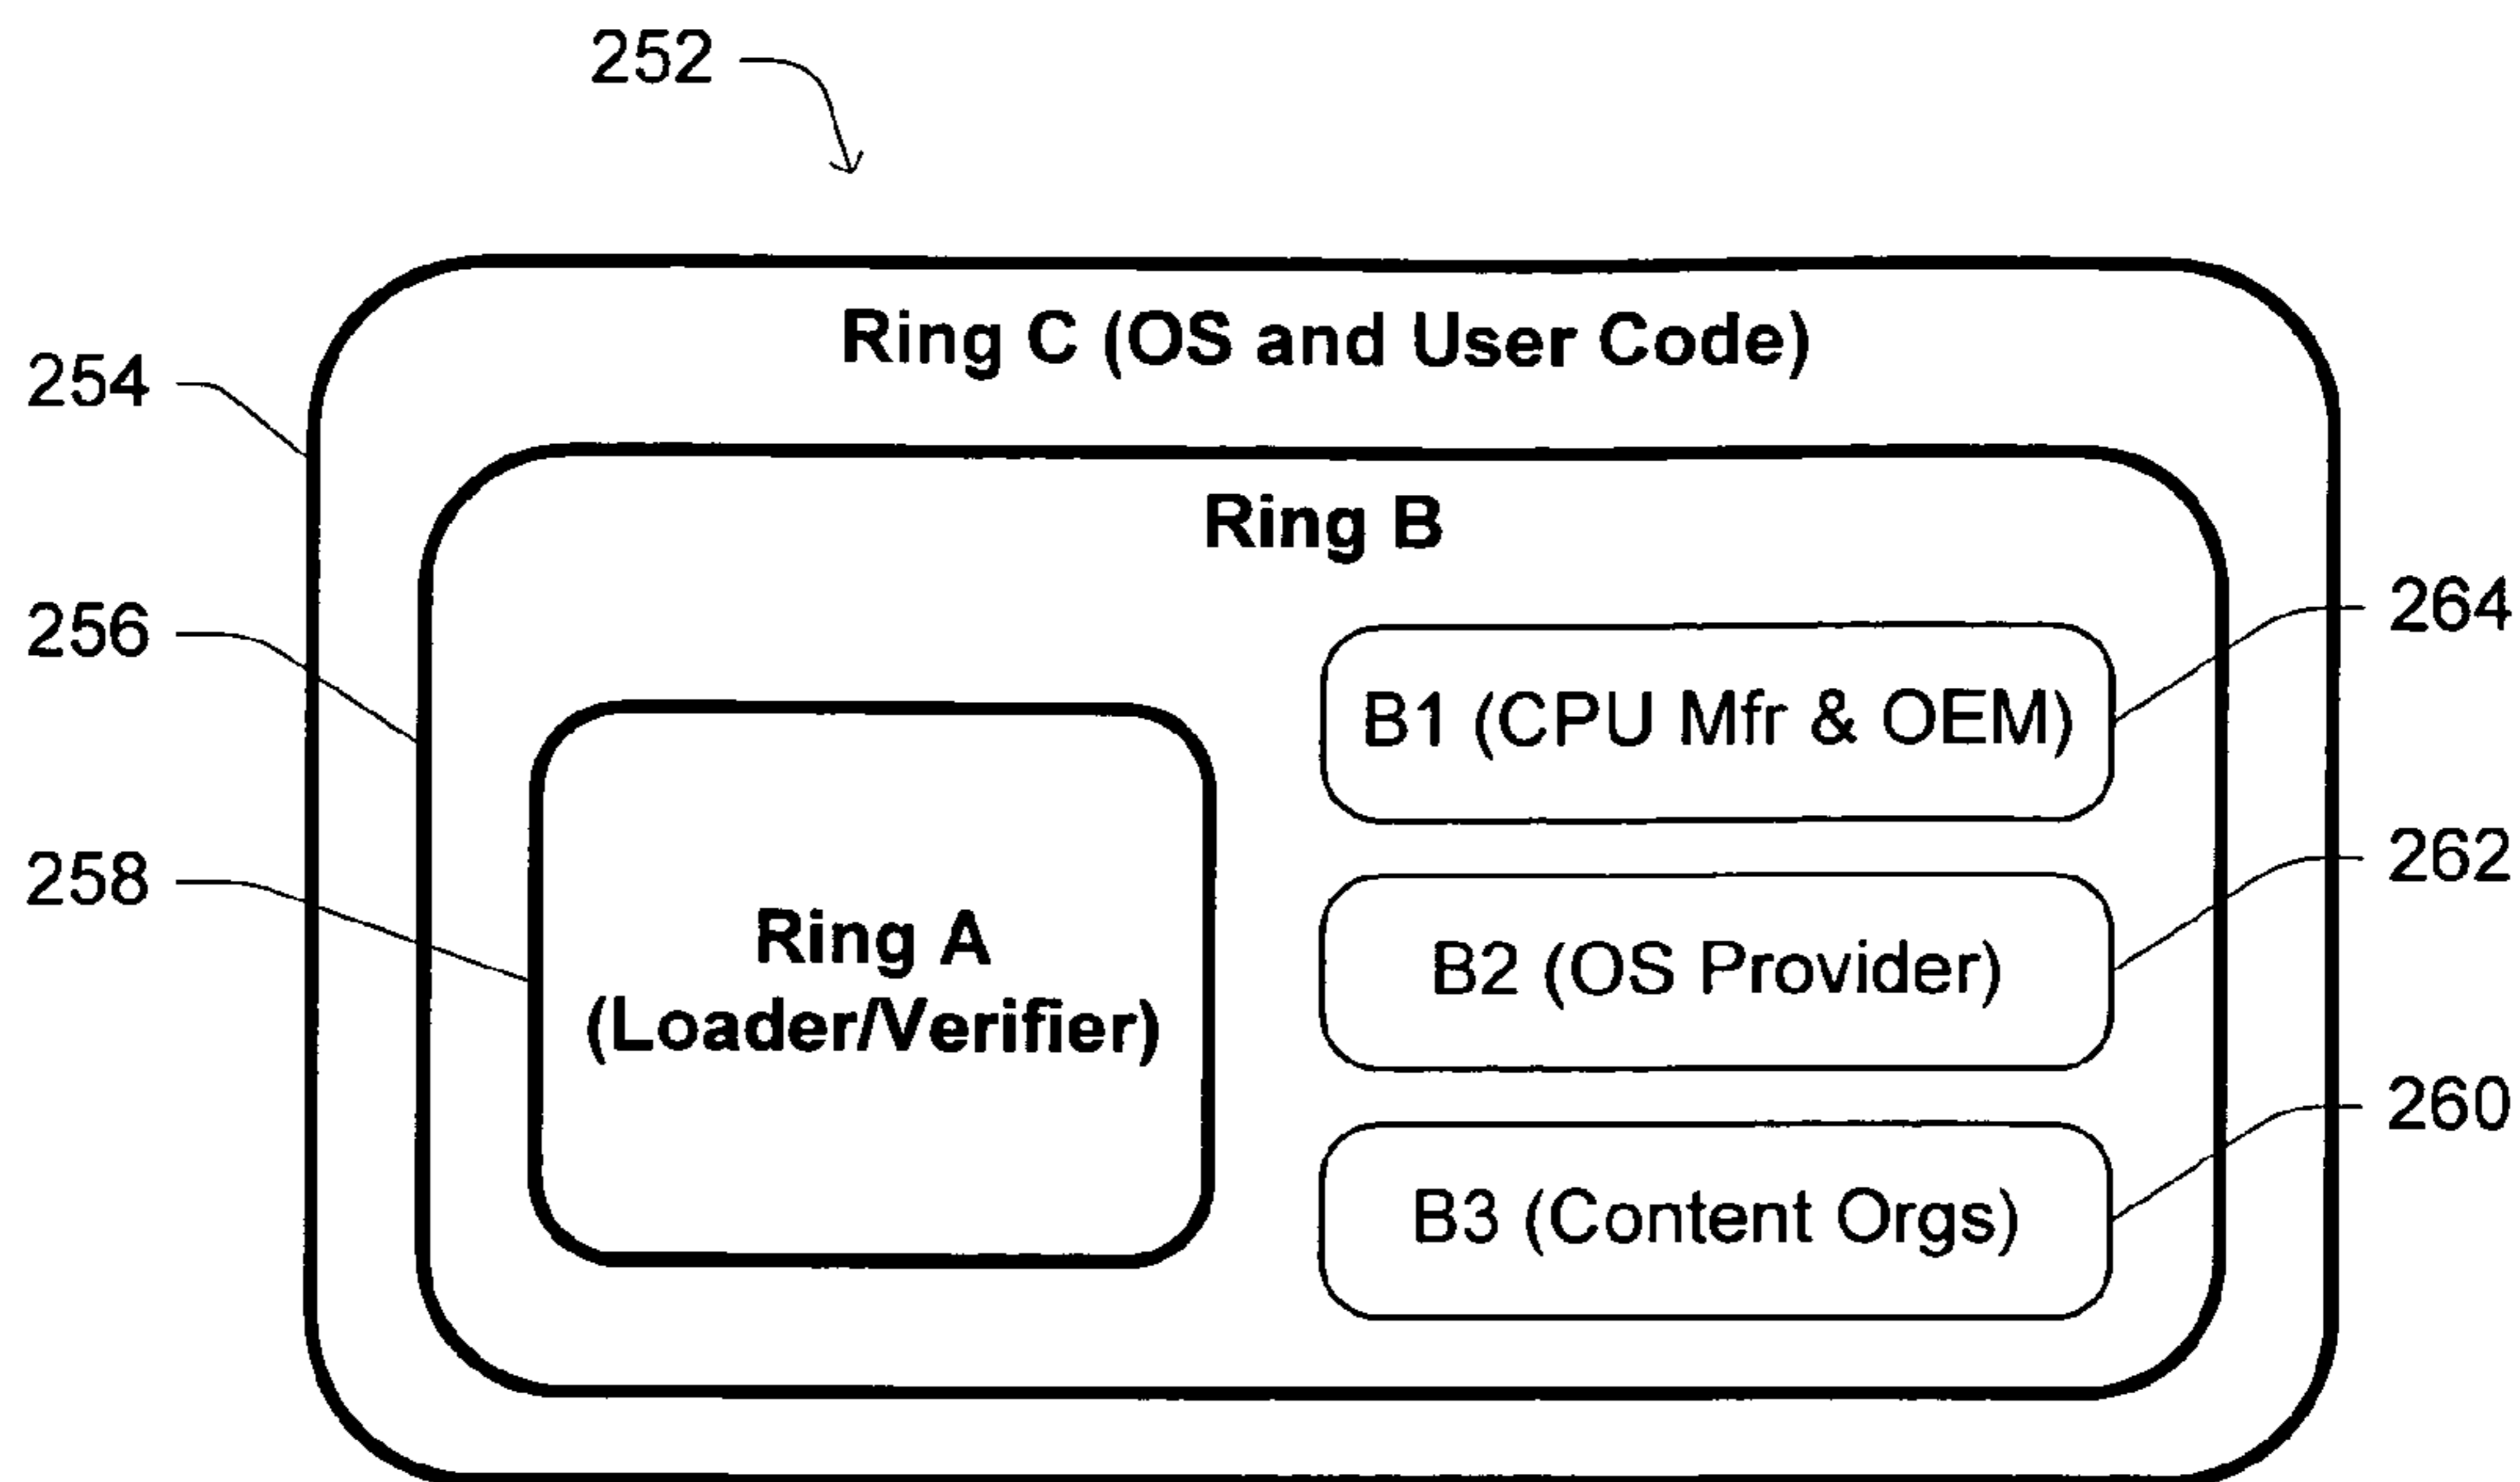 252
Ring C (OS and User Code)
254
Ring B
256
264
B1 (CPU Mfr & OEM)
258
262
Ring A
(Loader/Verifier)
B2 (OS Provider)
260
B3 (Content Orgs)